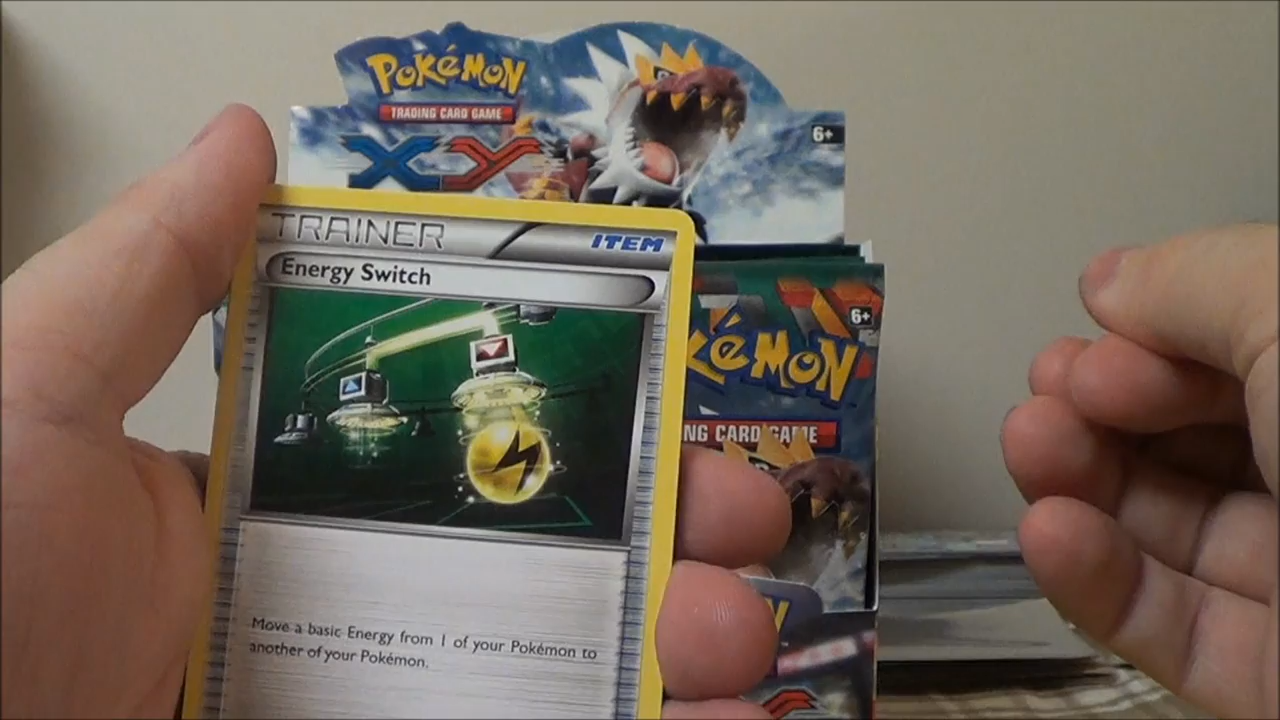 POKéMON
TRADING CARD GAME
XY
6+
TRAINER
ITEM
Energy Switch
Move a basic Energy from 1 of your Pokémon to
another of your Pokémon.
6+
KéMON
NG CARD GAME
N